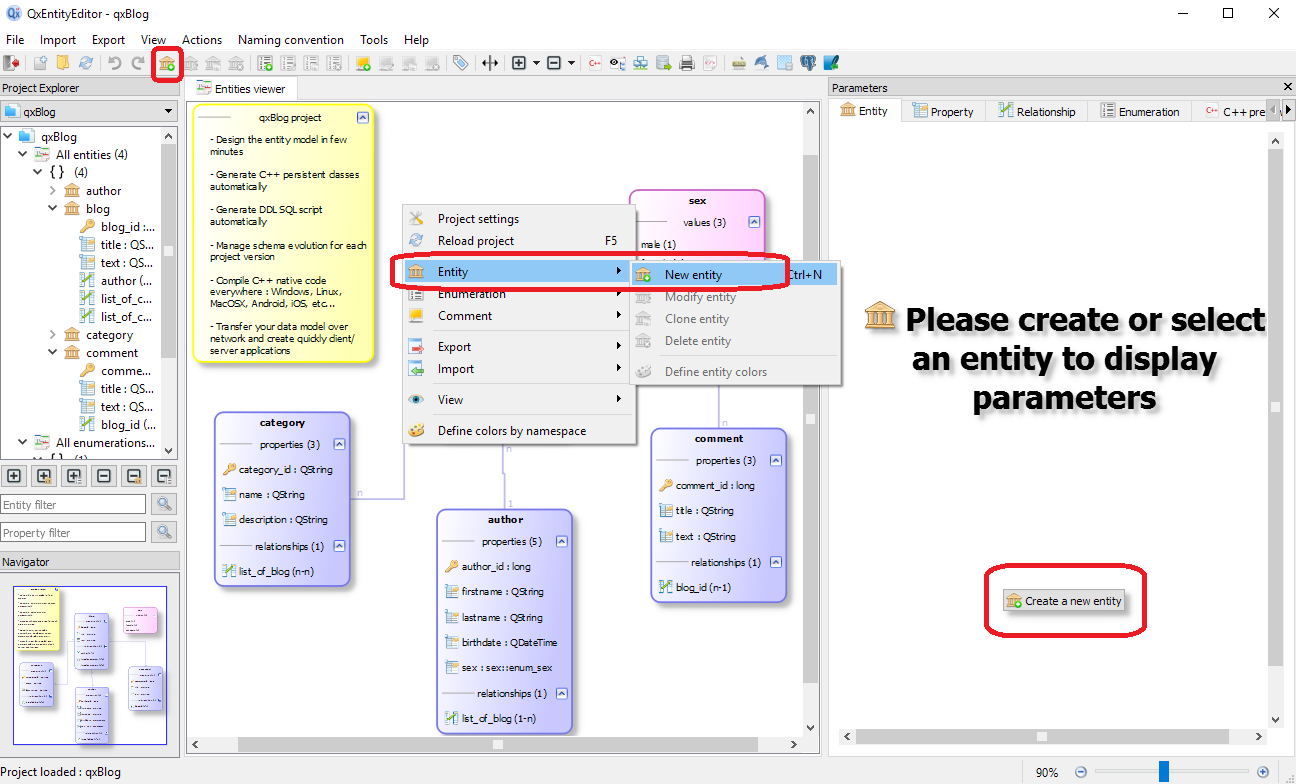 QxEntityEditor - qxBlog
File Import Export View Actions Naming convention Tools Help
Project Explorer
qxBlog
qxBlog
All entities (4)
{ } (4)
author
blog
blog_id :...
title : QS...
text : QS...
author (...
list_of_c...
list_of_c...
category
comment
comme...
title : QS...
text : QS...
blog_id (...
All enumerations...
Entity filter
Property filter
Navigator
Entities viewer
qxBlog project
- Design the entity model in few
minutes
- Generate C++ persistent classes
automatically
- Generate DDL SQL script
automatically
- Manage schema evolution for each
project version
- Compile C++ native code
everywhere : Windows, Linux,
MacOSX, Android, iOS, etc...
- Transfer your data model over
network and create quickly client/
server applications
sex
values (3)
male (1)
Project settings
Reload project F5
Entity
Enumeration
Comment
Export
Import
View
Define colors by namespace
New entity Ctrl+N
Modify entity
Clone entity
Delete entity
Define entity colors
category
properties (3)
category_id : QString
name : QString
description : QString
relationships (1)
list_of_blog (n-n)
n
n
1
author
properties (5)
author_id : long
firstname : QString
lastname : QString
birthdate : QDateTime
sex : sex::enum_sex
relationships (1)
list_of_blog (1-n)
n
comment
properties (3)
comment_id : long
title : QString
text : QString
relationships (1)
blog_id (n-1)
Parameters
Entity Property Relationship Enumeration C++ pre
Please create or select
an entity to display
parameters
Create a new entity
Project loaded : qxBlog
90%